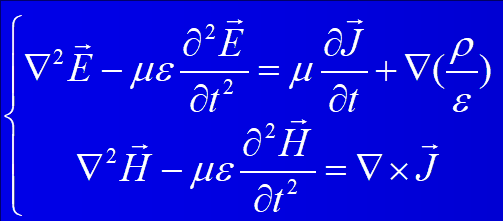 ∇²E⃗ − με ∂²E⃗/∂t² = μ ∂J⃗/∂t + ∇(ρ/ε)
∇²H⃗ − με ∂²H⃗/∂t² = ∇ × J⃗